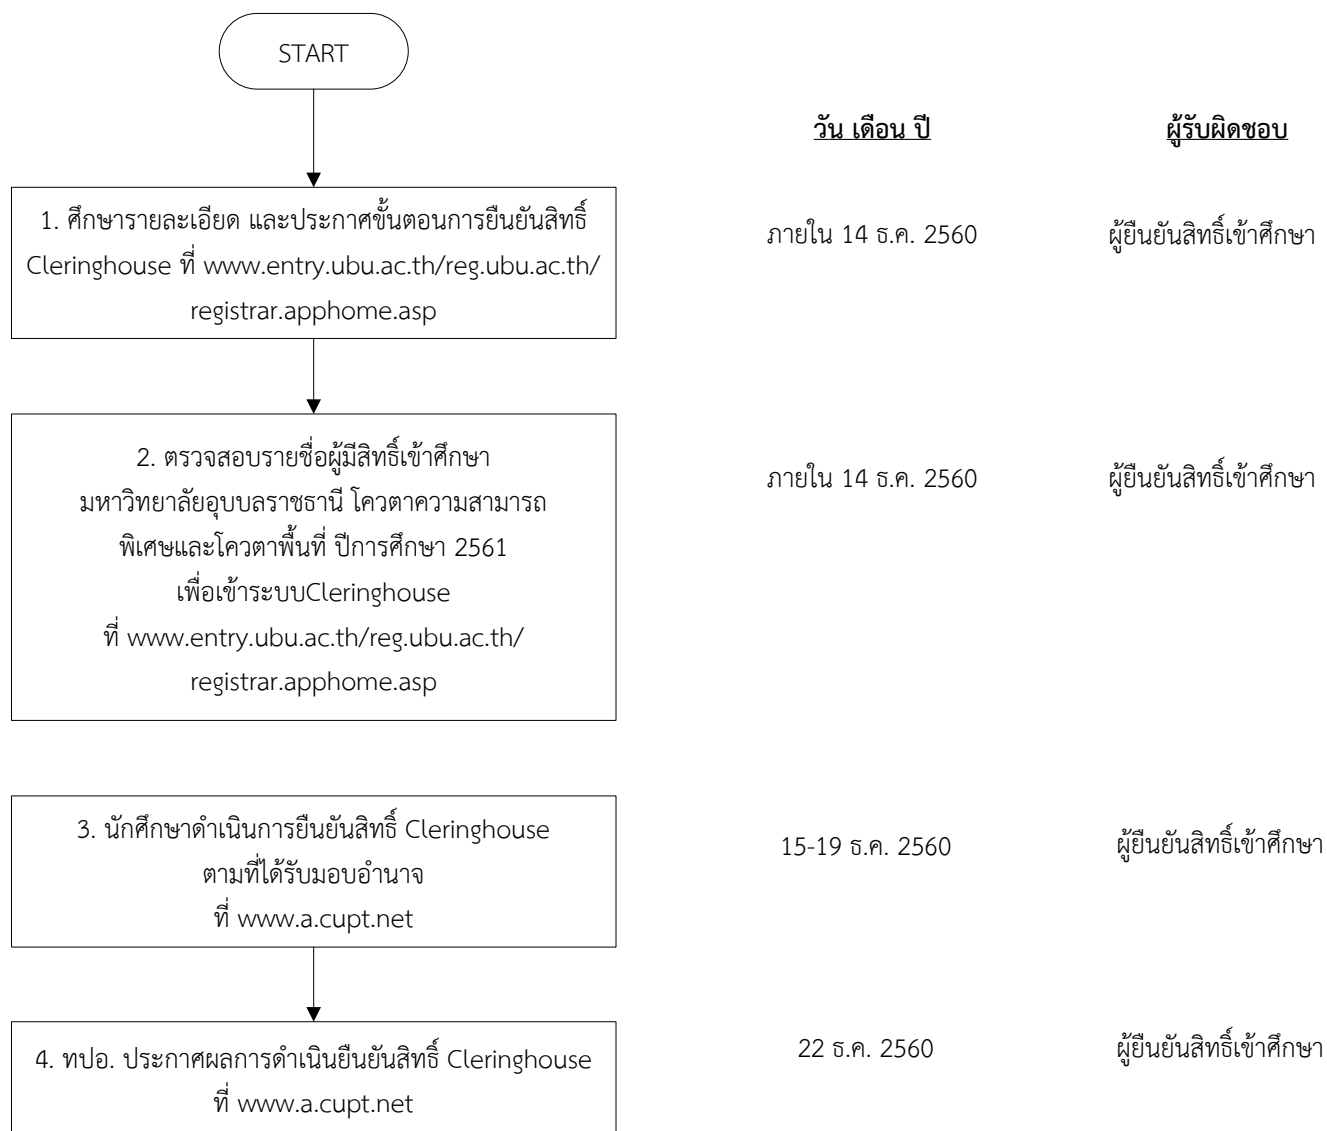 START
วัน เดือน ปี ผู้รับผิดชอบ
1. ศึกษารายละเอียด และประกาศขั้นตอนการยืนยันสิทธิ์
Cleringhouse ที่ www.entry.ubu.ac.th/reg.ubu.ac.th/
registrar.apphome.asp
ภายใน 14 ธ.ค. 2560 ผู้ยืนยันสิทธิ์เข้าศึกษา
2. ตรวจสอบรายชื่อผู้มีสิทธิ์เข้าศึกษา
มหาวิทยาลัยอุบบลราชธานี โควตาความสามารถ
พิเศษและโควตาพื้นที่ ปีการศึกษา 2561
เพื่อเข้าระบบCleringhouse
ที่ www.entry.ubu.ac.th/reg.ubu.ac.th/
registrar.apphome.asp
ภายใน 14 ธ.ค. 2560 ผู้ยืนยันสิทธิ์เข้าศึกษา
3. นักศึกษาดำเนินการยืนยันสิทธิ์ Cleringhouse
ตามที่ได้รับมอบอำนาจ
ที่ www.a.cupt.net
15-19 ธ.ค. 2560 ผู้ยืนยันสิทธิ์เข้าศึกษา
4. ทปอ. ประกาศผลการดำเนินยืนยันสิทธิ์ Cleringhouse
ที่ www.a.cupt.net
22 ธ.ค. 2560 ผู้ยืนยันสิทธิ์เข้าศึกษา